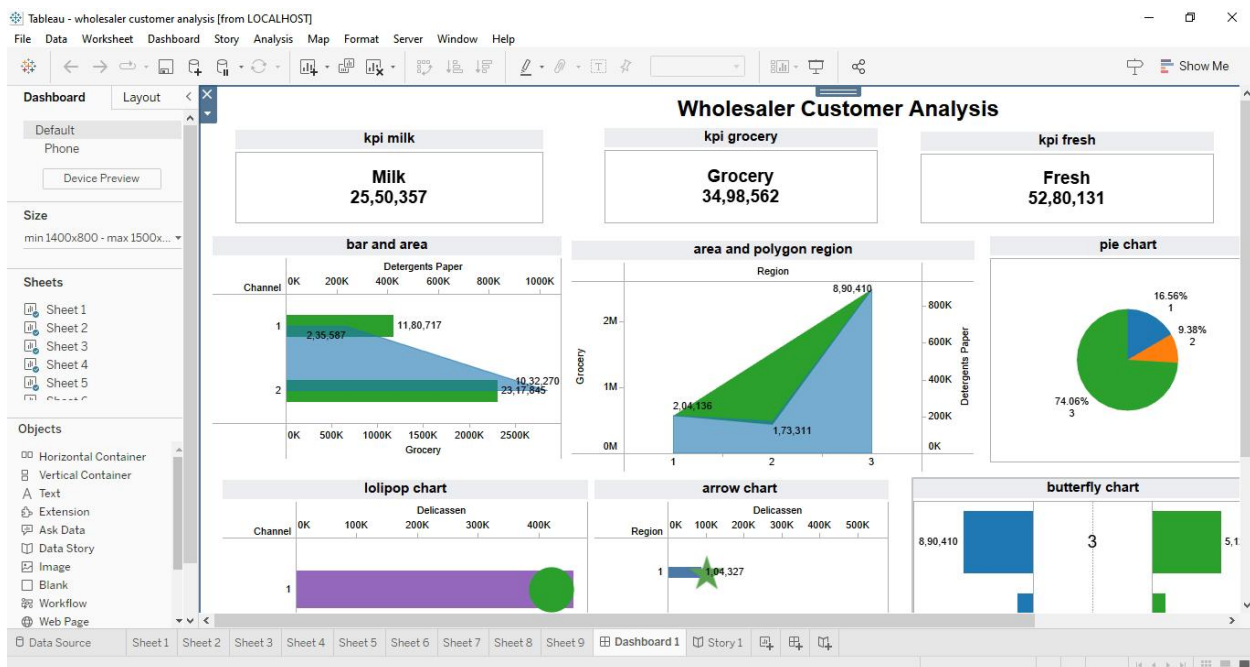 Tableau - wholesaler customer analysis [from LOCALHOST]
File Data Worksheet Dashboard Story Analysis Map Format Server Window Help
Show Me
Dashboard Layout
Default
Phone
Device Preview
Size
min 1400x800 - max 1500x...
Sheets
Sheet 1
Sheet 2
Sheet 3
Sheet 4
Sheet 5
Objects
Horizontal Container
Vertical Container
Text
Extension
Ask Data
Data Story
Image
Blank
Workflow
Web Page
Wholesaler Customer Analysis
kpi milk
Milk
25,50,357
kpi grocery
Grocery
34,98,562
kpi fresh
Fresh
52,80,131
bar and area
Detergents Paper
Channel 0K 200K 400K 600K 800K 1000K
1 11,80,717
2,35,587
10,32,270
2 23,17,845
0K 500K 1000K 1500K 2000K 2500K
Grocery
area and polygon region
Region
8,90,410
2M 800K
600K
Grocery
Detergents Paper
1M 400K
2,04,136 200K
1,73,311
0M 0K
1 2 3
pie chart
16.56%
1
9.38%
2
74.06%
3
lolipop chart
Delicassen
Channel 0K 100K 200K 300K 400K
1
arrow chart
Delicassen
Region 0K 100K 200K 300K 400K 500K
1 1,04,327
butterfly chart
8,90,410 3
Data Source Sheet 1 Sheet 2 Sheet 3 Sheet 4 Sheet 5 Sheet 6 Sheet 7 Sheet 8 Sheet 9 Dashboard 1 Story 1